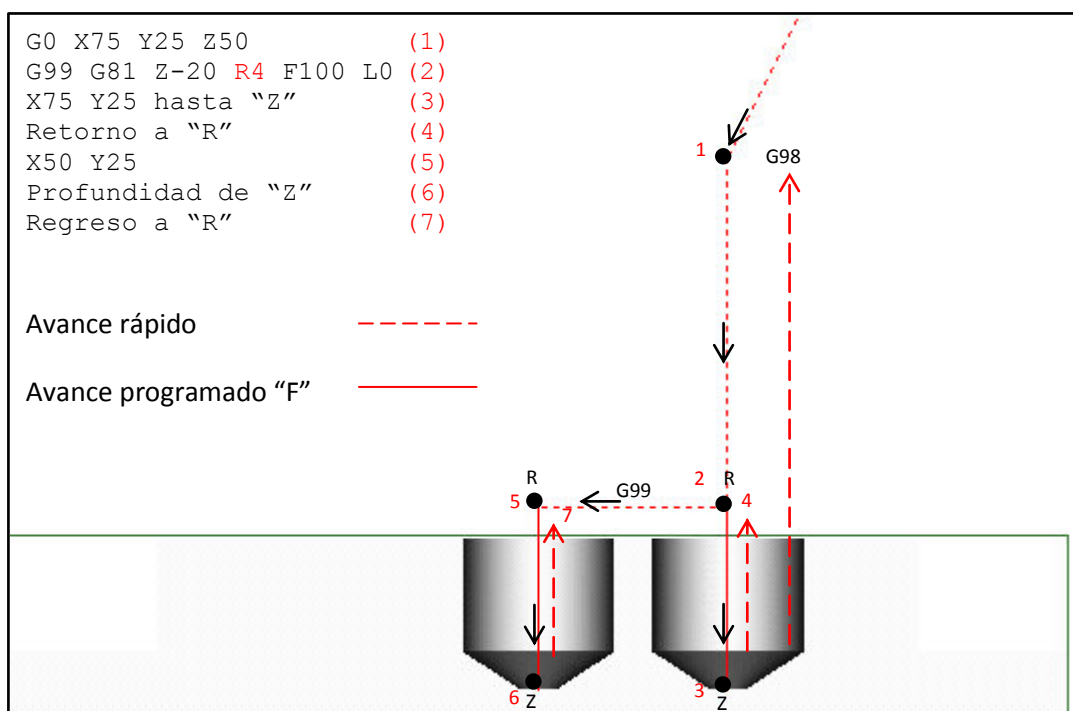 G0 X75 Y25 Z50 (1)
G99 G81 Z-20 R4 F100 L0 (2)
X75 Y25 hasta “Z” (3)
Retorno a “R” (4)
X50 Y25 (5)
Profundidad de “Z” (6)
Regreso a “R” (7)
1
G98
Avance rápido
Avance programado “F”
R
2 R
5
G99
7
4
6
Z
3
Z